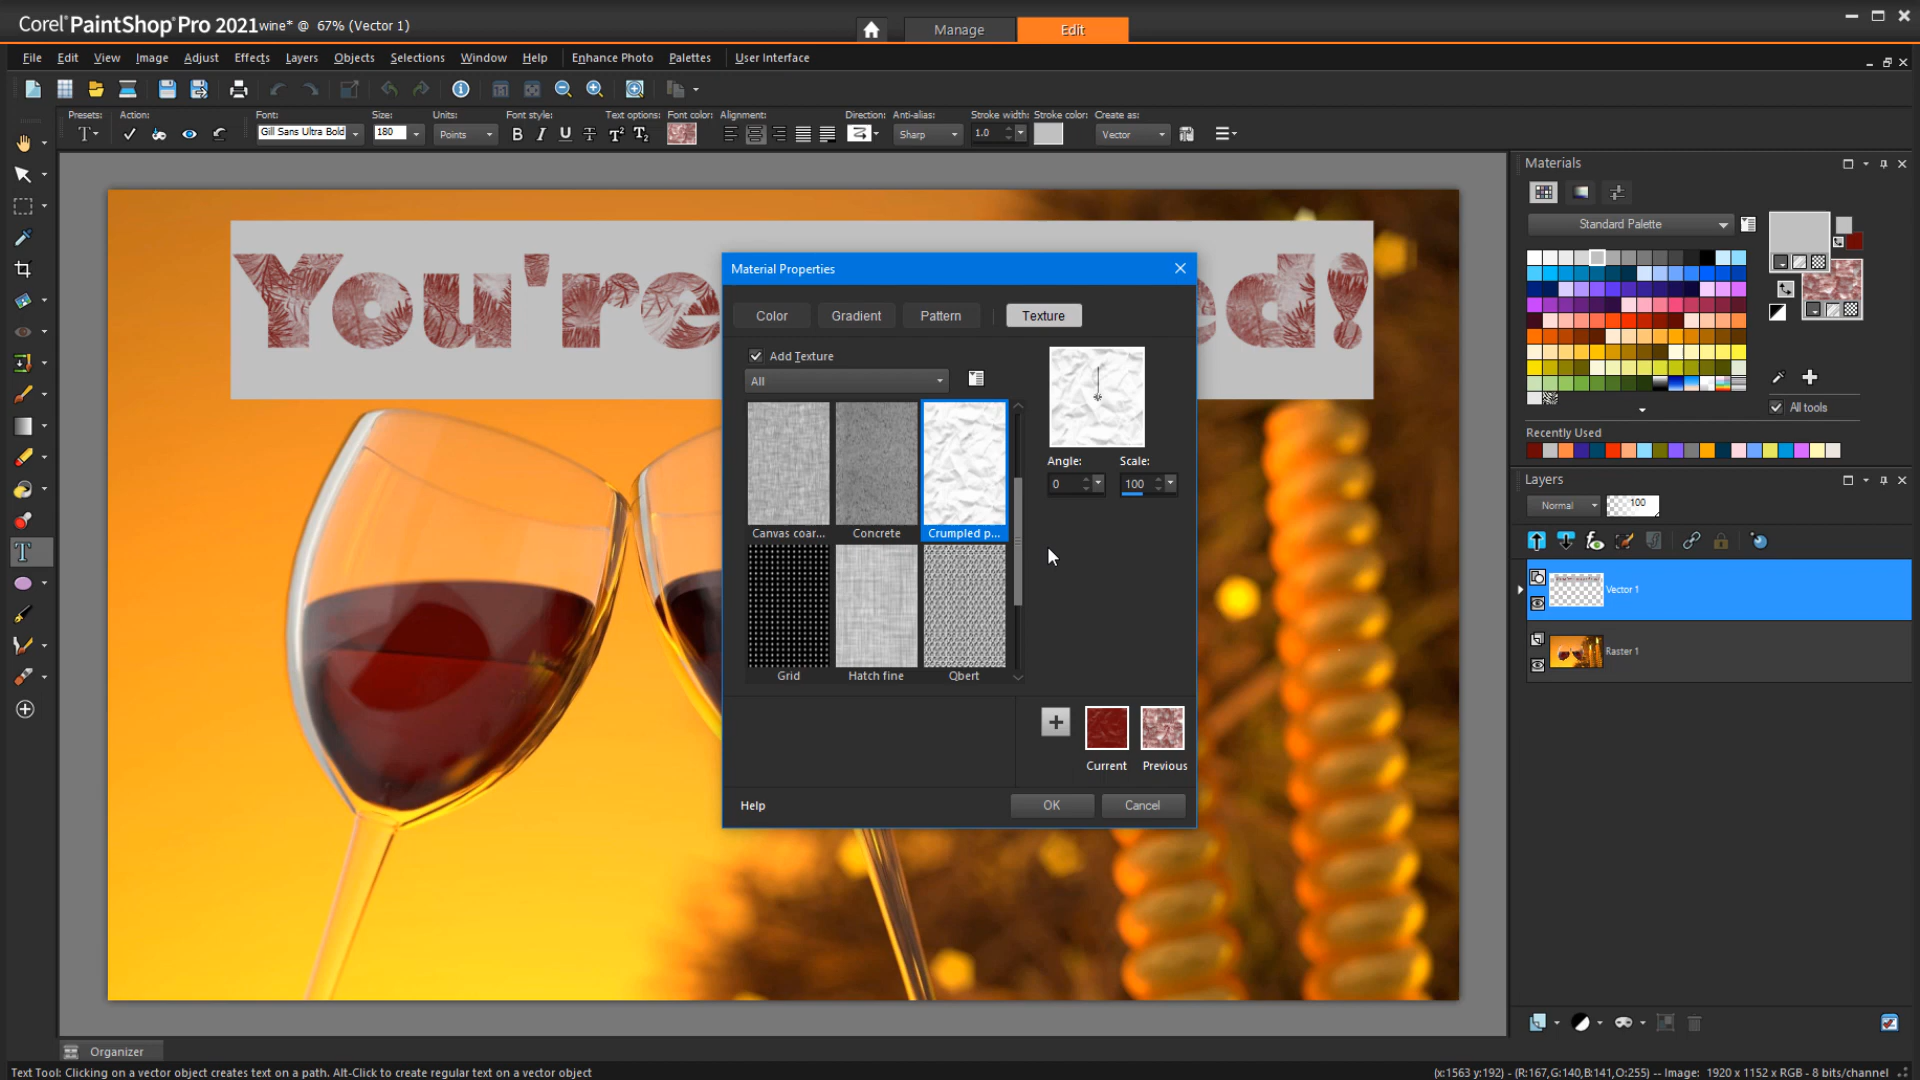 Corel PaintShop Pro 2021 wine* @ 67% (Vector 1)
Manage
Edit
File Edit View Image Adjust Effects Layers Objects Selections Window Help Enhance Photo Palettes User Interface
Presets: Action: Font: Size: Units: Font style: Text options: Font color: Alignment: Direction: Anti-alias: Stroke width: Stroke color: Create as:
Gill Sans Ultra Bold 180 Points Sharp 1.0 Vector
You're
d!
Material Properties
Color Gradient Pattern Texture
Add Texture
All
Canvas coar... Concrete Crumpled p...
Grid Hatch fine Qbert
Angle: Scale:
0 100
Current Previous
Help OK Cancel
Materials
Standard Palette
All tools
Recently Used
Layers
Normal 100
Vector 1
Raster 1
Organizer
Text Tool: Clicking on a vector object creates text on a path. Alt-Click to create regular text on a vector object
(x:1563 y:192) - (R:167,G:140,B:141,O:255) -- Image: 1920 x 1152 x RGB - 8 bits/channel